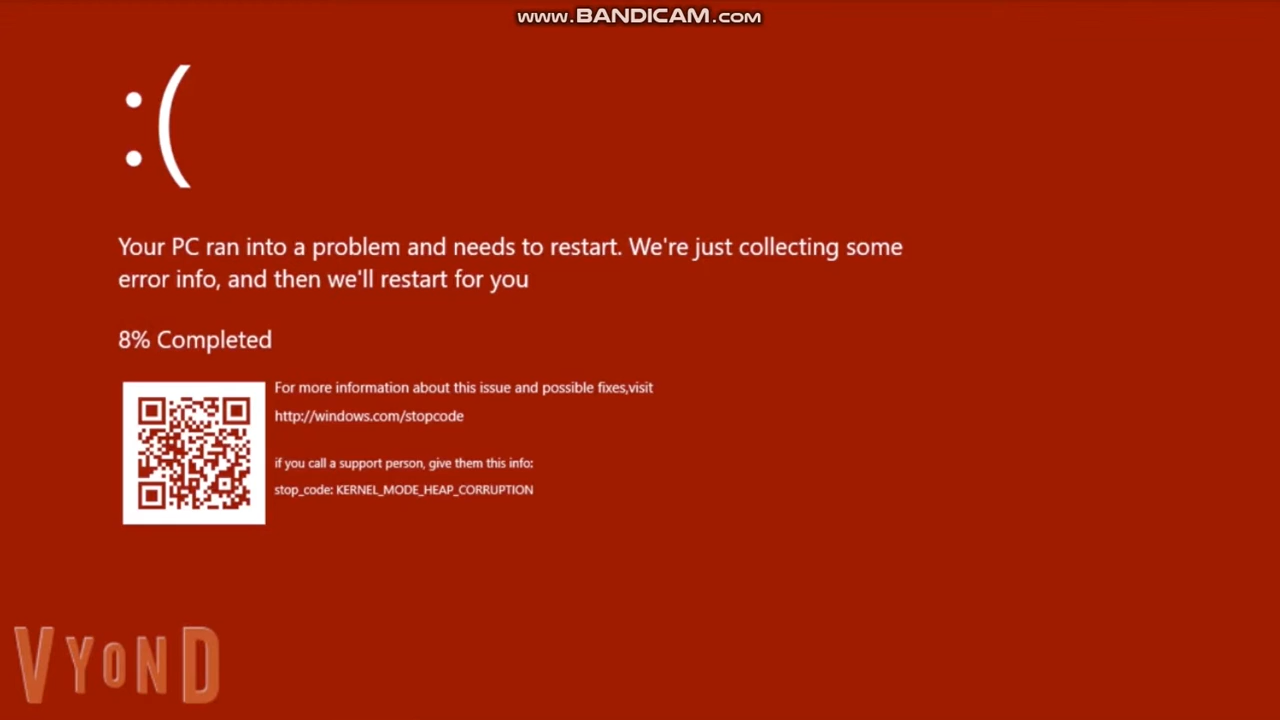 www.BANDICAM.com
:(
Your PC ran into a problem and needs to restart. We're just collecting some
error info, and then we'll restart for you
8% Completed
For more information about this issue and possible fixes,visit
http://windows.com/stopcode
if you call a support person, give them this info:
stop_code: KERNEL_MODE_HEAP_CORRUPTION
VYOND